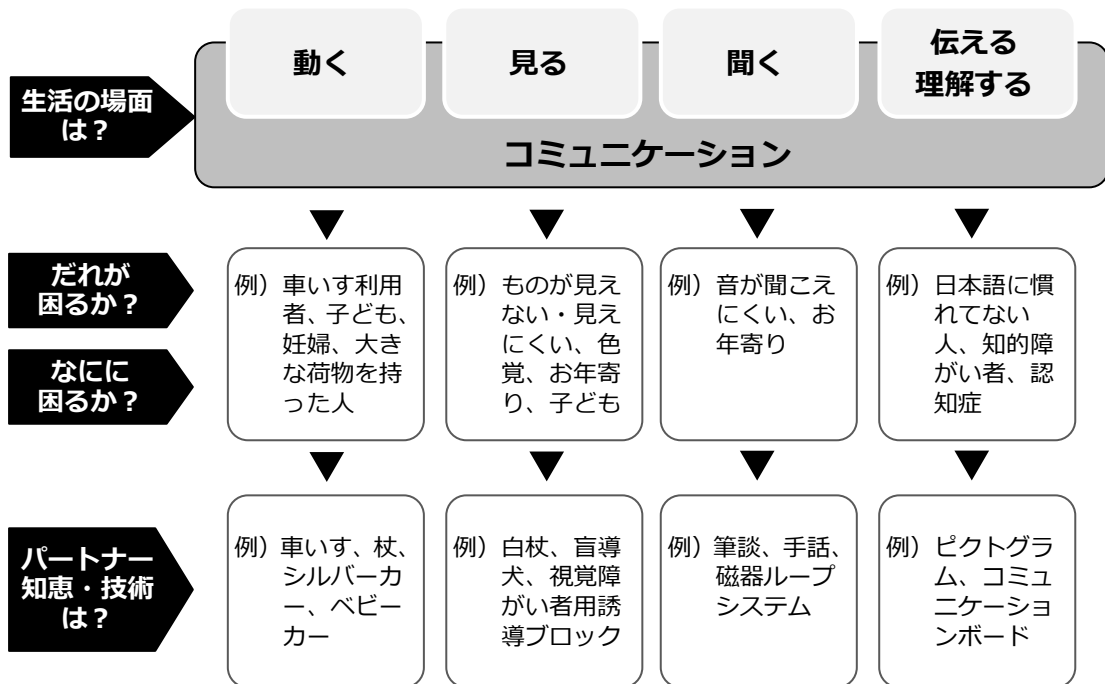 動く
見る
聞く
伝える
理解する
生活の場面
は？
コミュニケーション
だれが
困るか？
なにに
困るか？
例）車いす利用
者、子ども、
妊婦、大き
な荷物を持
った人
例）ものが見え
ない・見え
にくい、色
覚、お年寄
り、子ども
例）音が聞こえ
にくい、お
年寄り
例）日本語に慣
れてない
人、知的障
がい者、認
知症
パートナー
知恵・技術
は？
例）車いす、杖、
シルバーカ
ー、ベビー
カー
例）白杖、盲導
犬、視覚障
がい者用誘
導ブロック
例）筆談、手話、
磁器ループ
システム
例）ピクトグラ
ム、コミュ
ニケーショ
ンボード